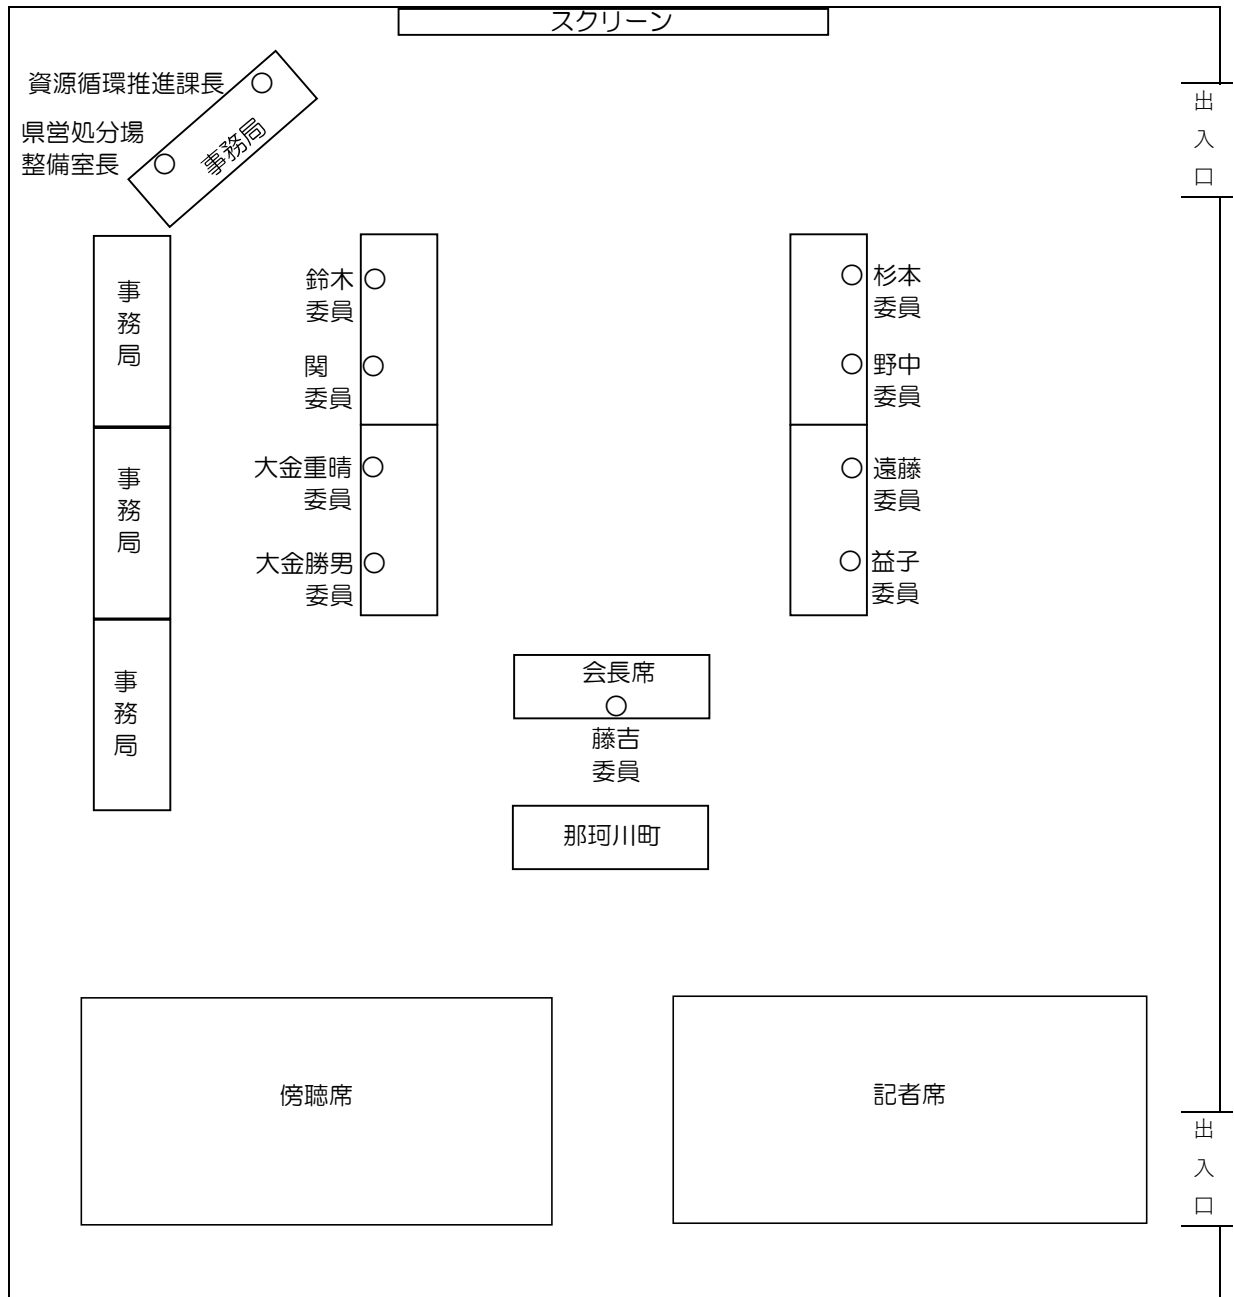 スクリーン
資源循環推進課長
県営処分場
整備室長
事務局
出
入
口
事
務
局
鈴木
委員
関
委員
杉本
委員
野中
委員
事
務
局
大金重晴
委員
大金勝男
委員
遠藤
委員
益子
委員
事
務
局
会長席
藤吉
委員
那珂川町
傍聴席
記者席
出
入
口